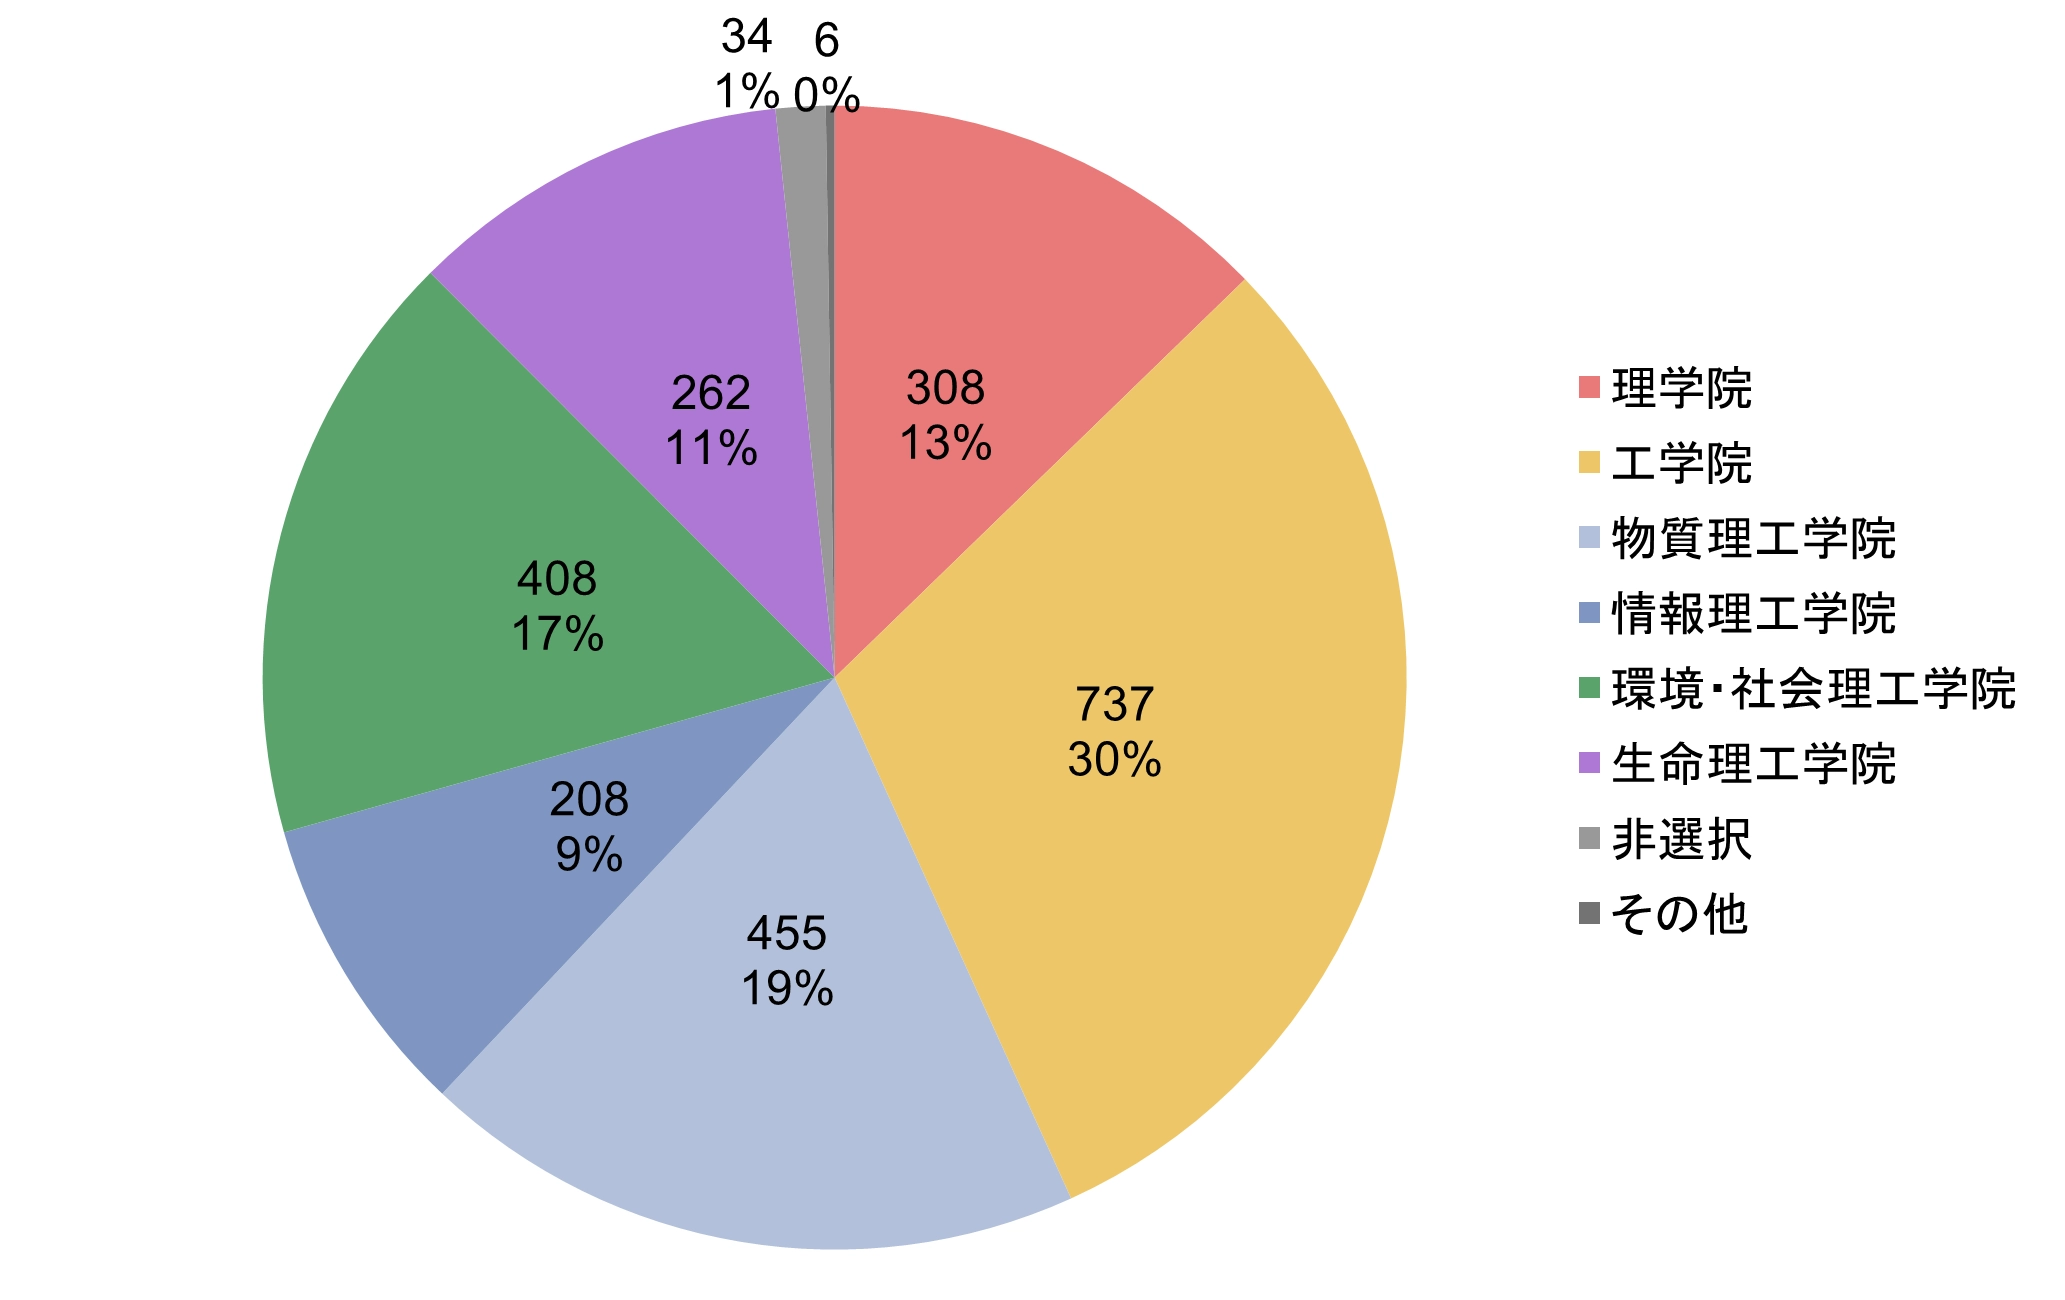 34
1%
6
0%
308
13%
262
11%
408
17%
737
30%
208
9%
455
19%
理学院
工学院
物質理工学院
情報理工学院
環境・社会理工学院
生命理工学院
非選択
その他